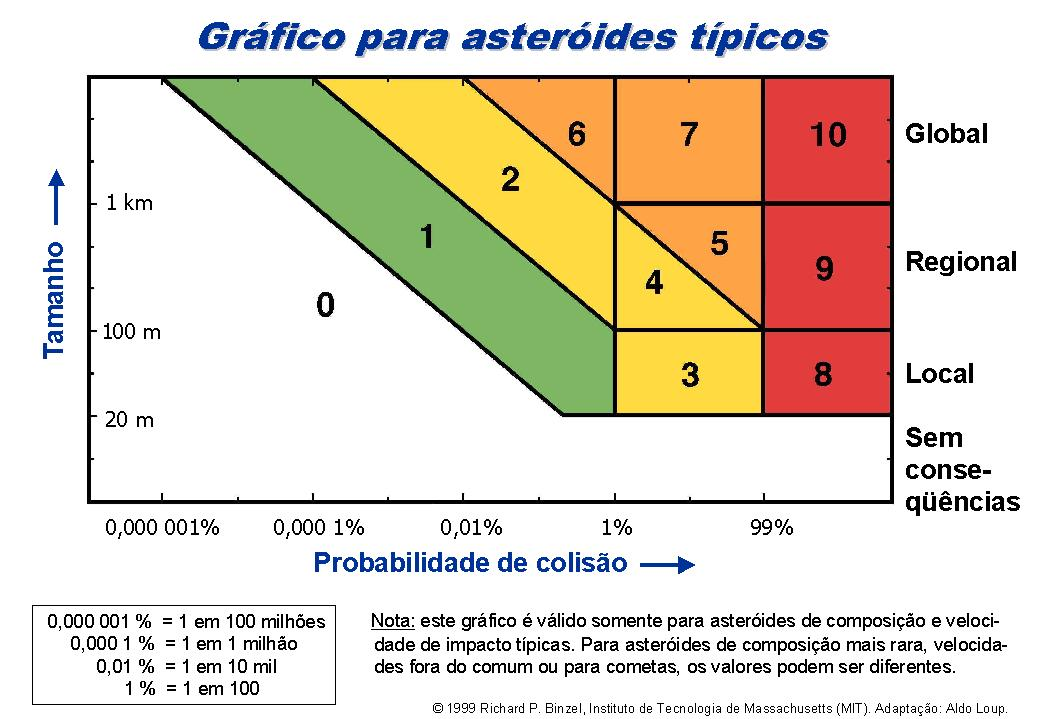 Gráfico para asteróides típicos
6
7
10
Global
2
1 km
1
5
Regional
4
9
0
Tamanho
100 m
3
8
Local
20 m
Sem
conse-
qüências
0,000 001%
0,000 1%
0,01%
1%
99%
Probabilidade de colisão
0,000 001 % = 1 em 100 milhões
0,000 1 % = 1 em 1 milhão
0,01 % = 1 em 10 mil
1 % = 1 em 100
Nota: este gráfico é válido somente para asteróides de composição e veloci-
dade de impacto típicas. Para asteróides de composição mais rara, velocida-
des fora do comum ou para cometas, os valores podem ser diferentes.
© 1999 Richard P. Binzel, Instituto de Tecnologia de Massachusetts (MIT). Adaptação: Aldo Loup.